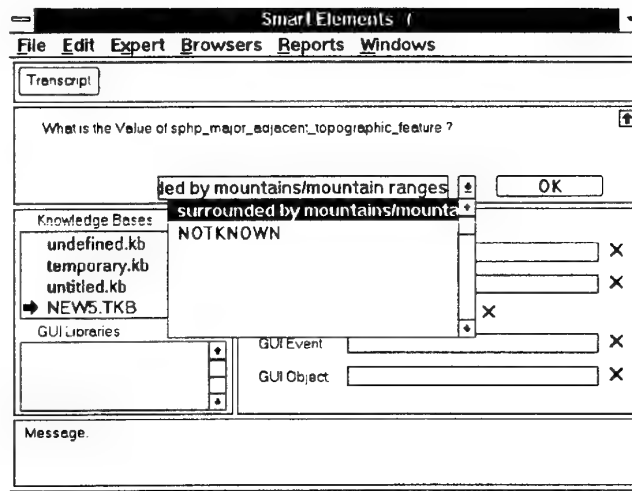 Smart Elements
File Edit Expert Browsers Reports Windows
Transcript
What is the Value of sphp_major_adjacent_topographic_feature ?
ded by mountains/mountain ranges
OK
surrounded by mountains/mounta
NOTKNOWN
Knowledge Bases
undefined.kb
temporary.kb
untitled.kb
NEW5.TKB
GUI Libraries
GUI Event
GUI Object
Message.